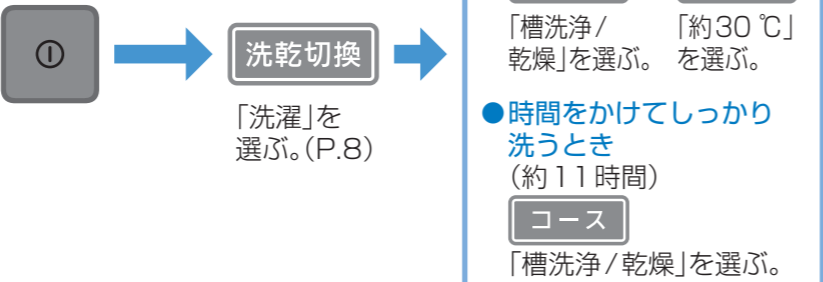 洗乾切換
「洗濯」を
選ぶ。(P.8)
「槽洗浄/
乾燥」を選ぶ。
「約30 ℃」
を選ぶ。
●時間をかけてしっかり
洗うとき
(約11時間)
コース
「槽洗浄/乾燥」を選ぶ。